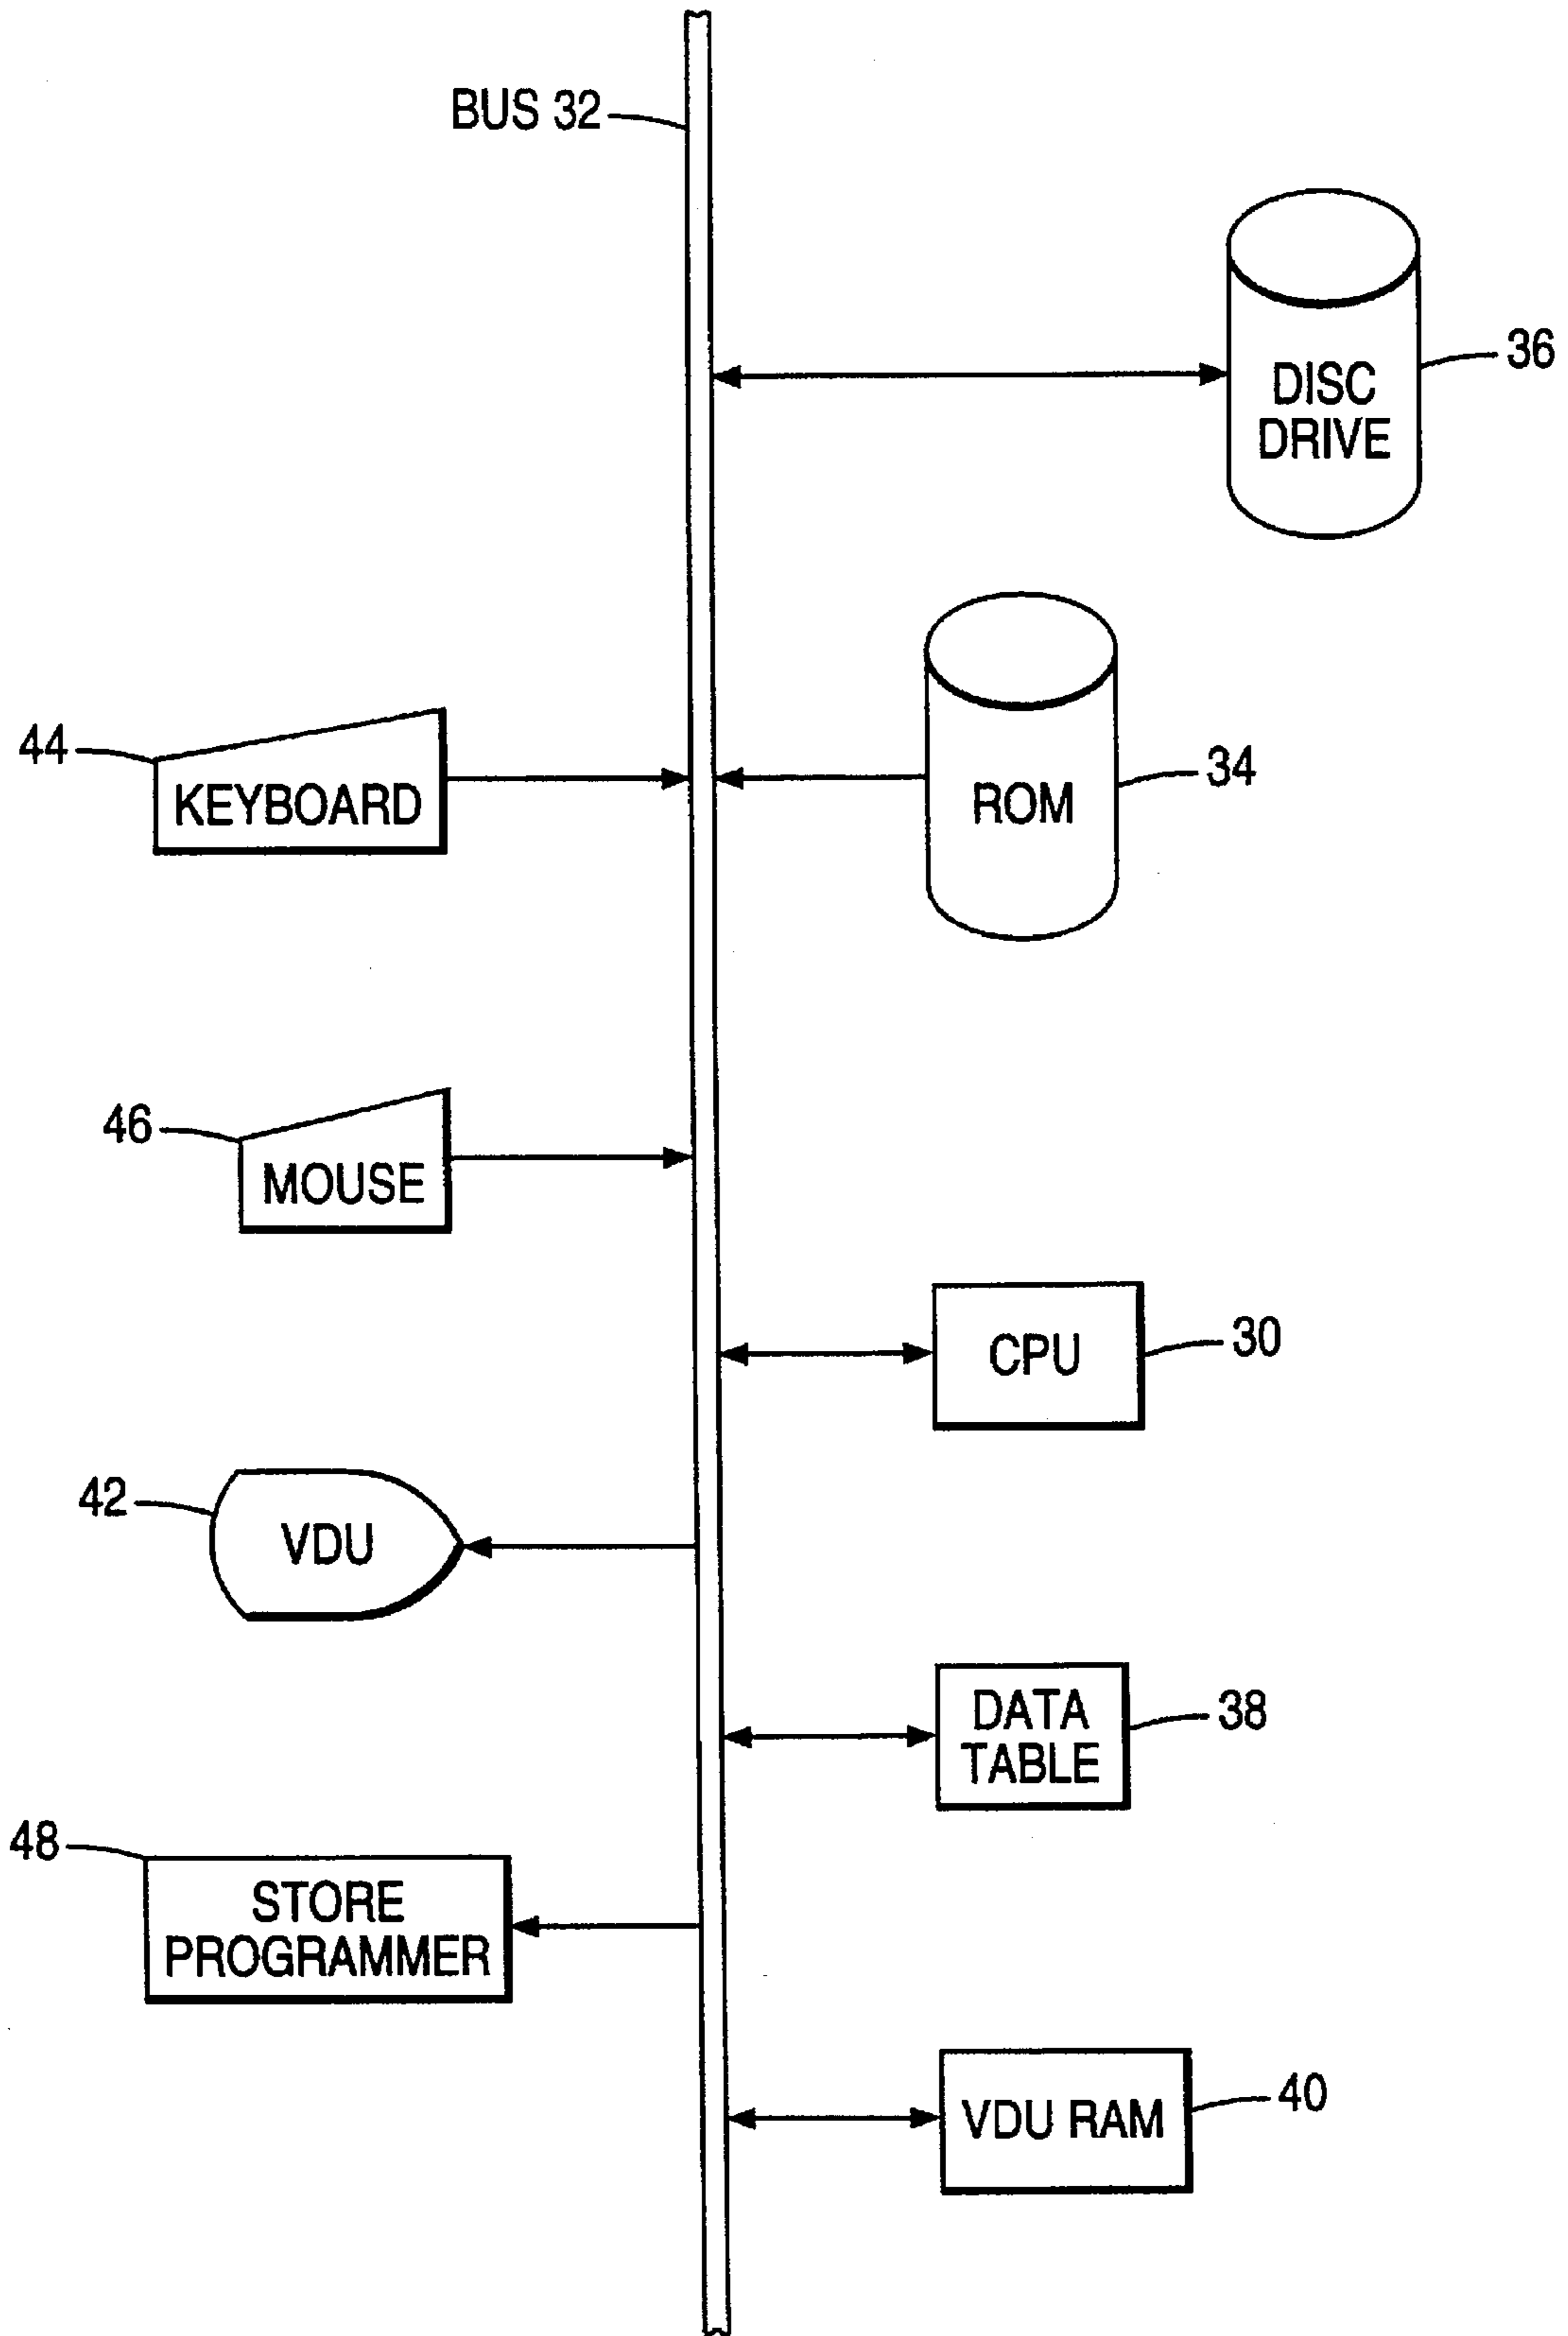 BUS 32
36
DISC
DRIVE
44
KEYBOARD
34
ROM
46
MOUSE
30
CPU
42
VDU
38
DATA
TABLE
48
STORE
PROGRAMMER
40
VDU RAM